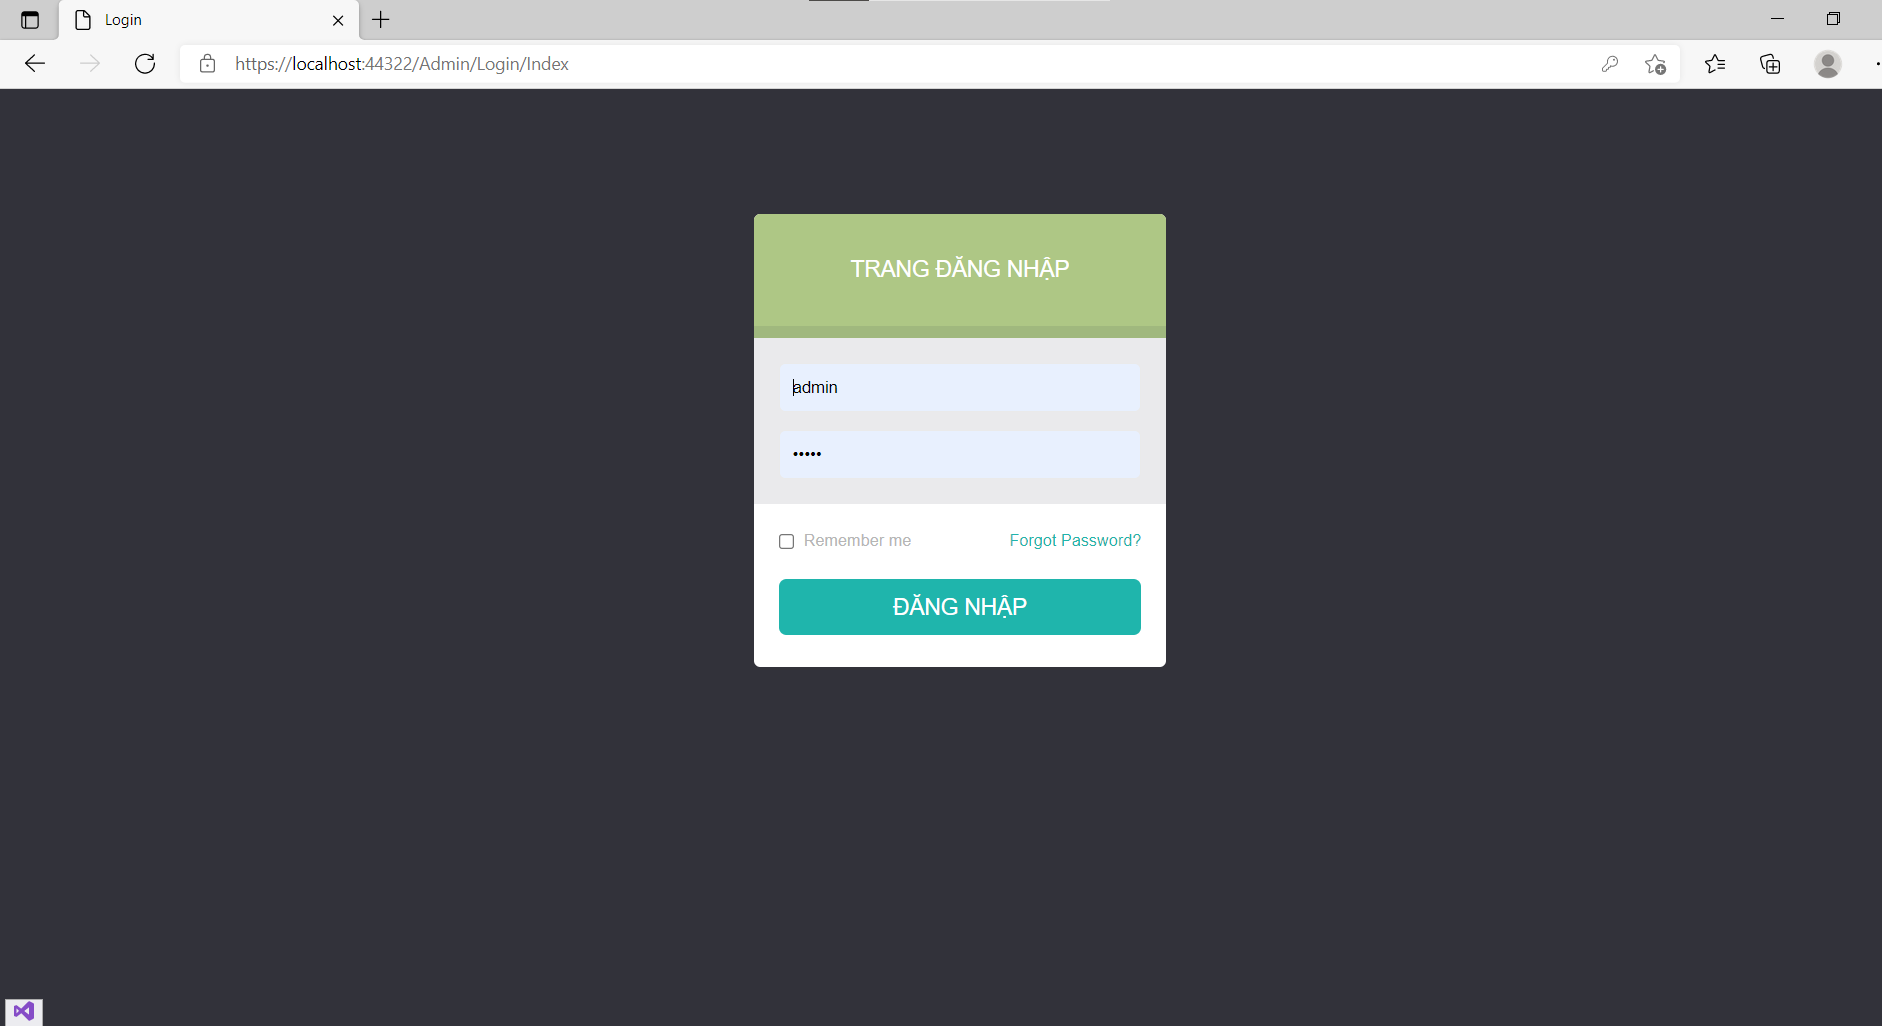 Login
https://localhost:44322/Admin/Login/Index
TRANG ĐĂNG NHẬP
admin
•••••
Remember me
Forgot Password?
ĐĂNG NHẬP